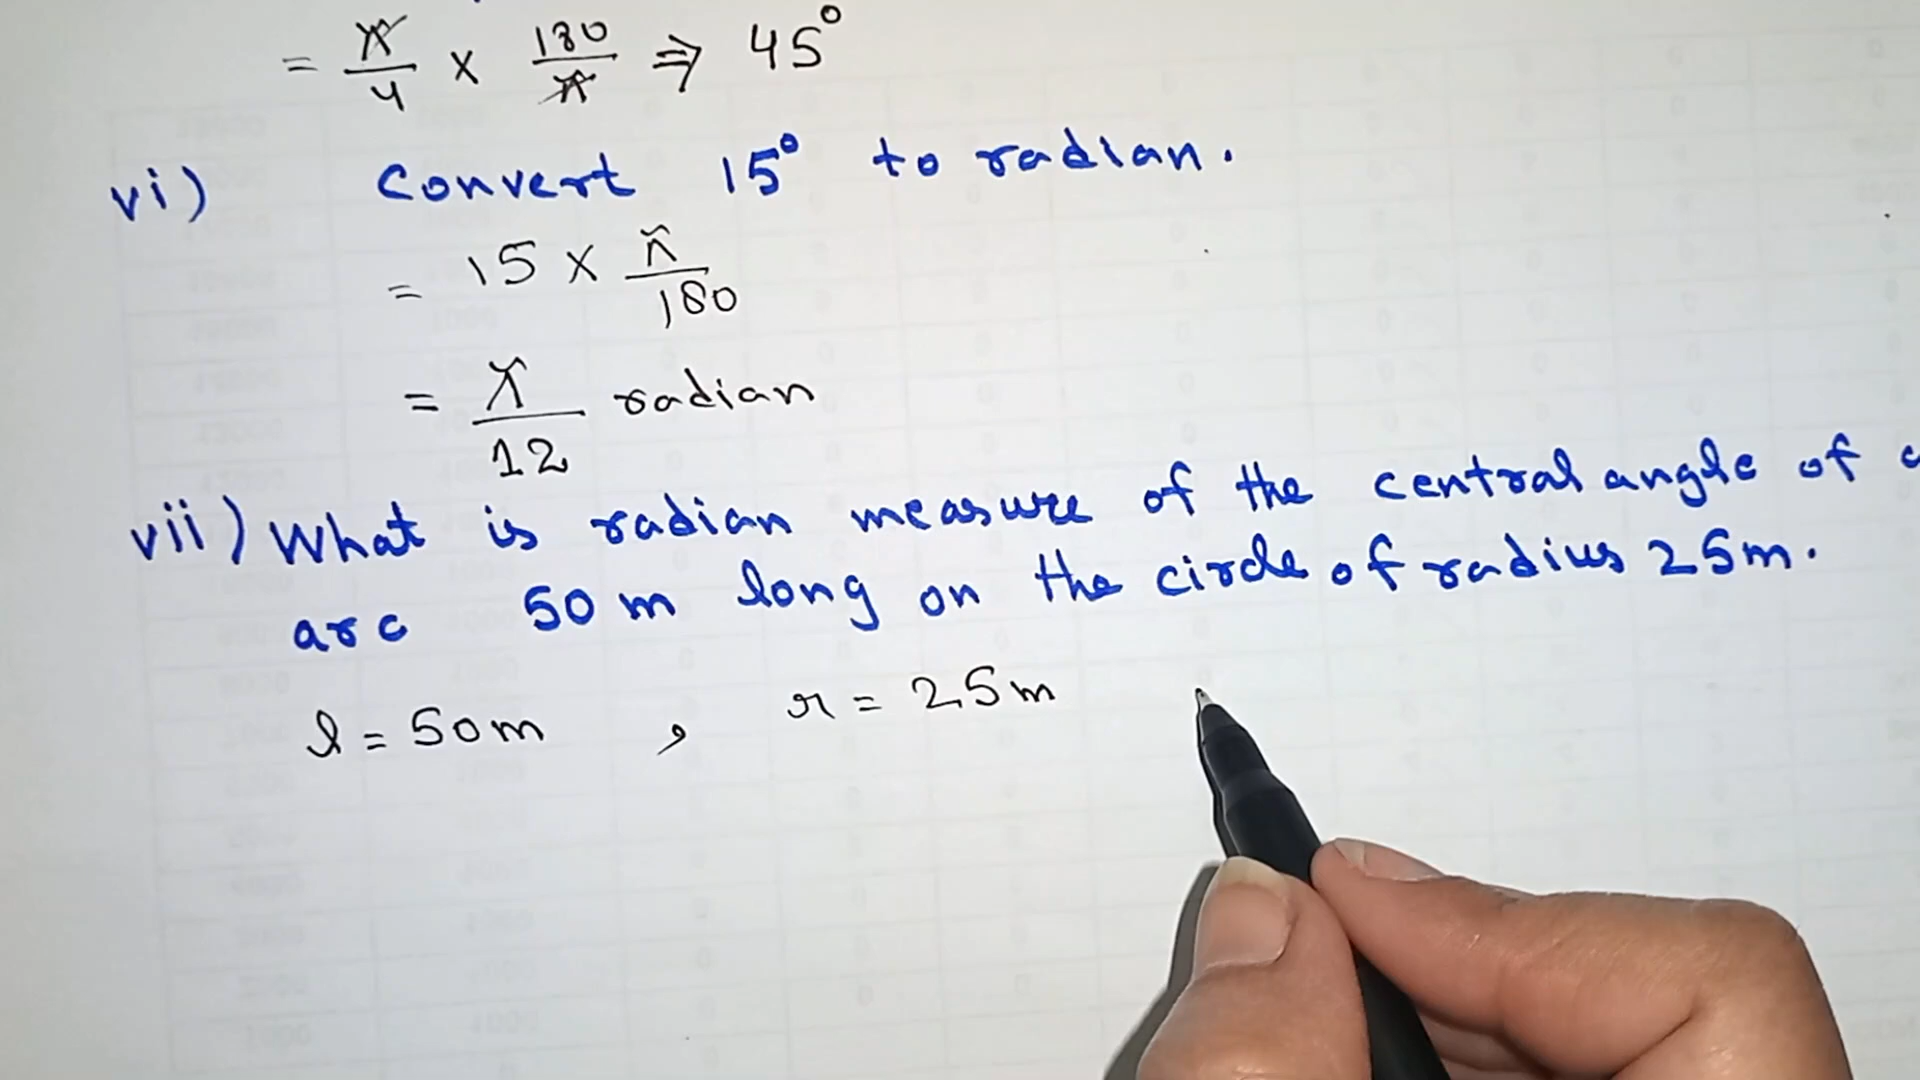 = π/4 × 180/π ⇒ 45°
vi) Convert 15° to radian.
= 15 × π/180
= π/12 radian
vii) What is radian measure of the central angle of
arc 50 m long on the circle of radius 25m.
l = 50m , r = 25m